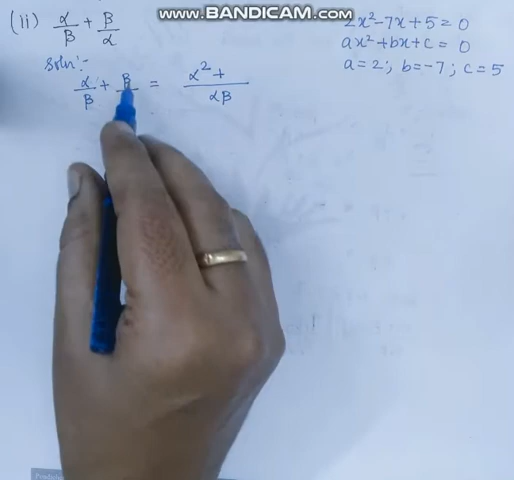 www.BANDICAM.com
(ii) α/β + β/α
2x²-7x+5=0
ax²+bx+c=0
a=2; b=-7; c=5
Soln:-
α/β + β = α²+ / αβ